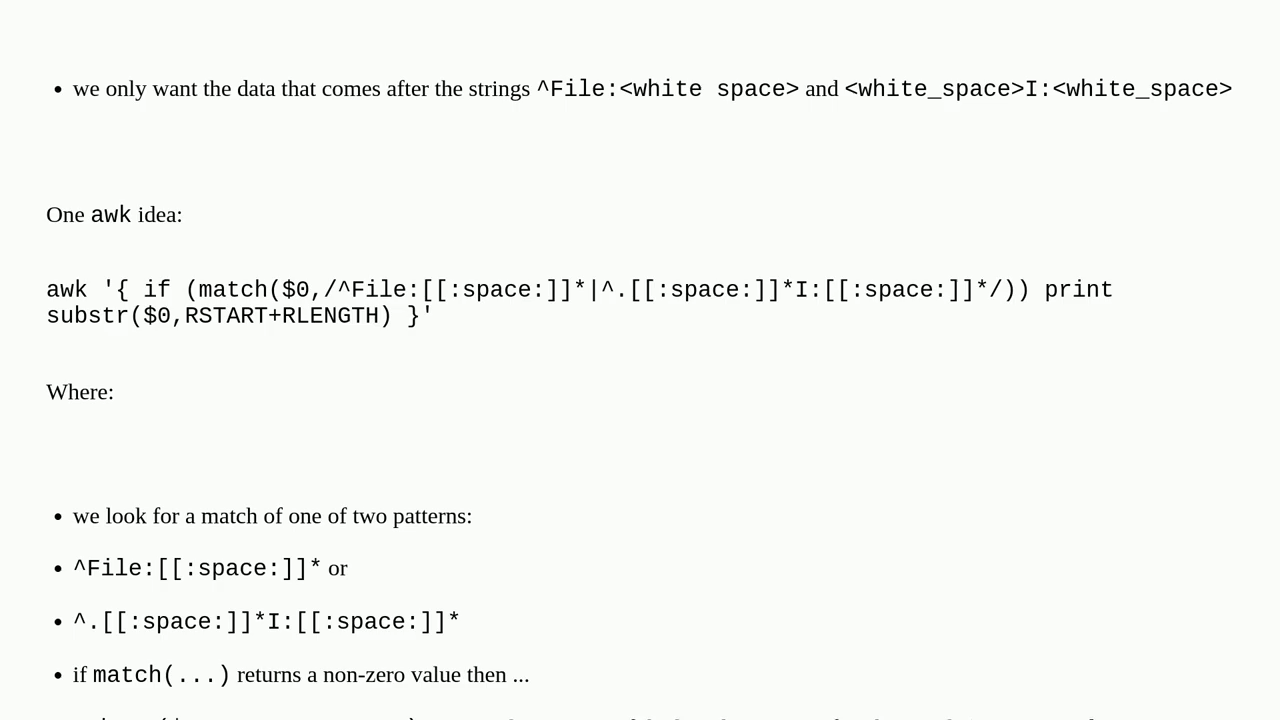 • we only want the data that comes after the strings ^File:<white space> and <white_space>I:<white_space>
One awk idea:
awk '{ if (match($0,/^File:[[:space:]]*|^.[[:space:]]*I:[[:space:]]*/)) print
substr($0,RSTART+RLENGTH) }'
Where:
• we look for a match of one of two patterns:
• ^File:[[:space:]]* or
• ^.[[:space:]]*I:[[:space:]]*
• if match(...) returns a non-zero value then ...